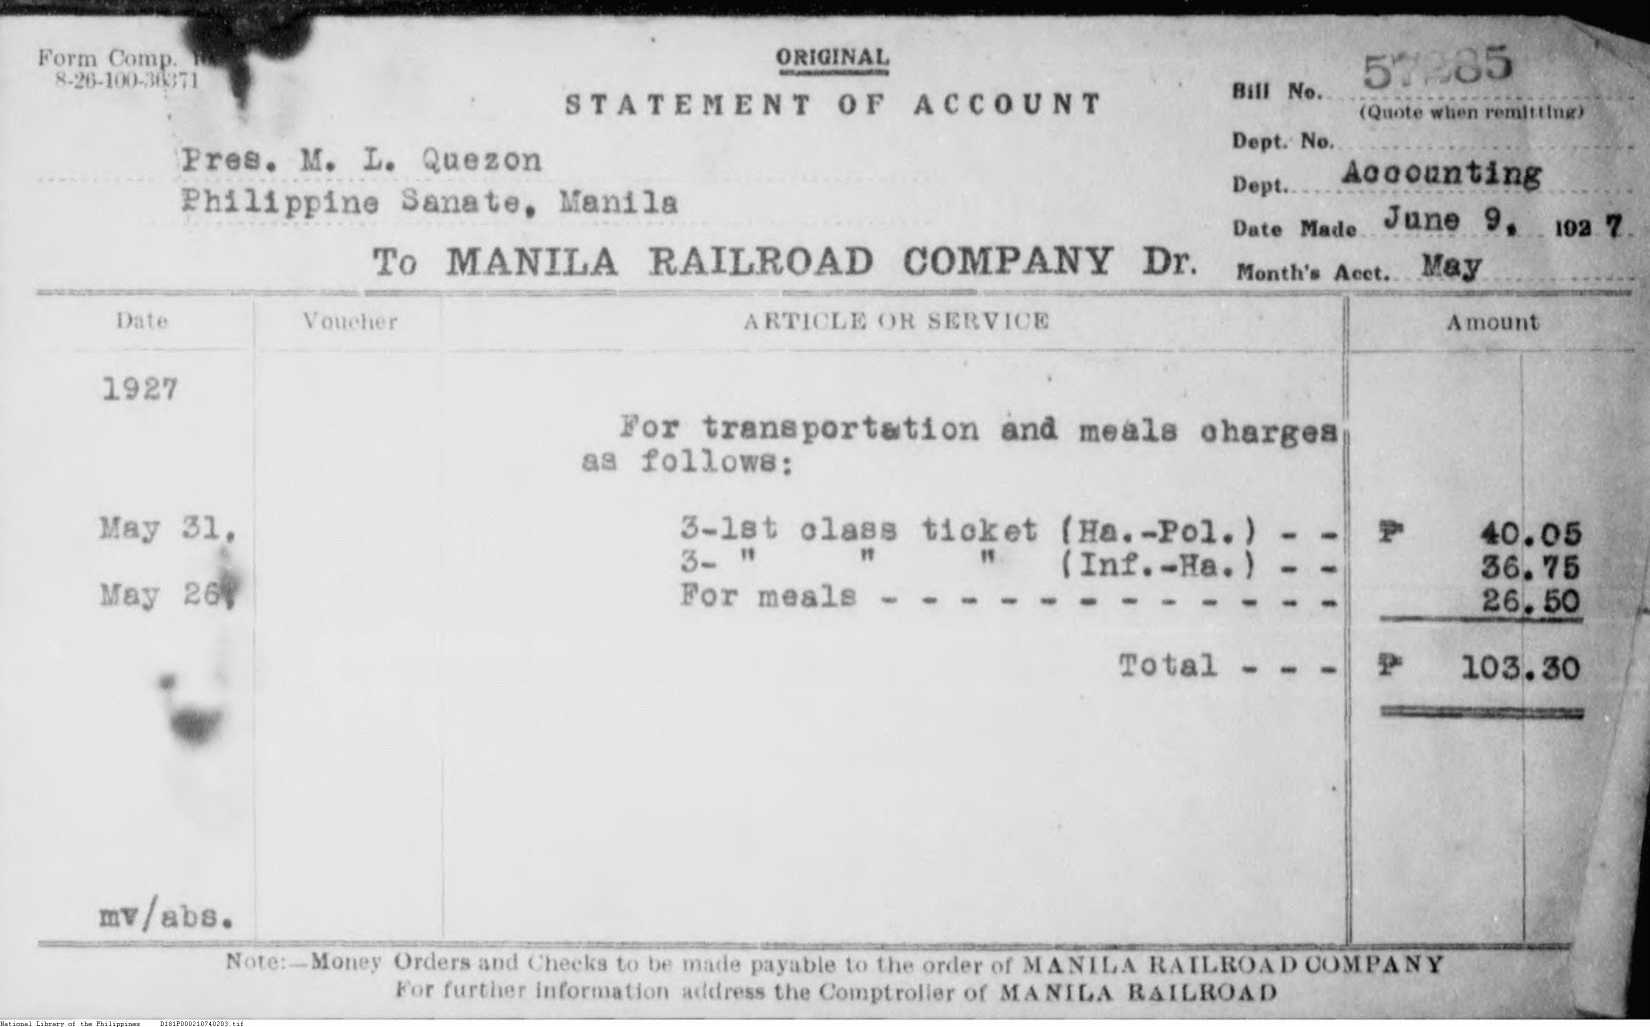 Form Comp.
8-26-100-36371
ORIGINAL
STATEMENT OF ACCOUNT
Bill No.
(Quote when remitting)
Dept. No.
Pres. M. L. Quezon
Dept. Accounting
Philippine Sanate, Manila
Date Made June 9, 1927
To MANILA RAILROAD COMPANY Dr.
Month's Acct. May
Date Voucher ARTICLE OR SERVICE Amount
1927
For transportation and meals charges
as follows:
May 31, 3-1st class ticket (Ha.-Pol.) - - ₱ 40.05
3- " " " (Inf.-Ha.) - - 36.75
May 26, For meals - - - - - - - - - - - - 26.50
Total - - - ₱ 103.30
mv/abs.
Note:—Money Orders and Checks to be made payable to the order of MANILA RAILROAD COMPANY
For further information address the Comptroller of MANILA RAILROAD
National Library of the Philippines D181P000210740203.tif